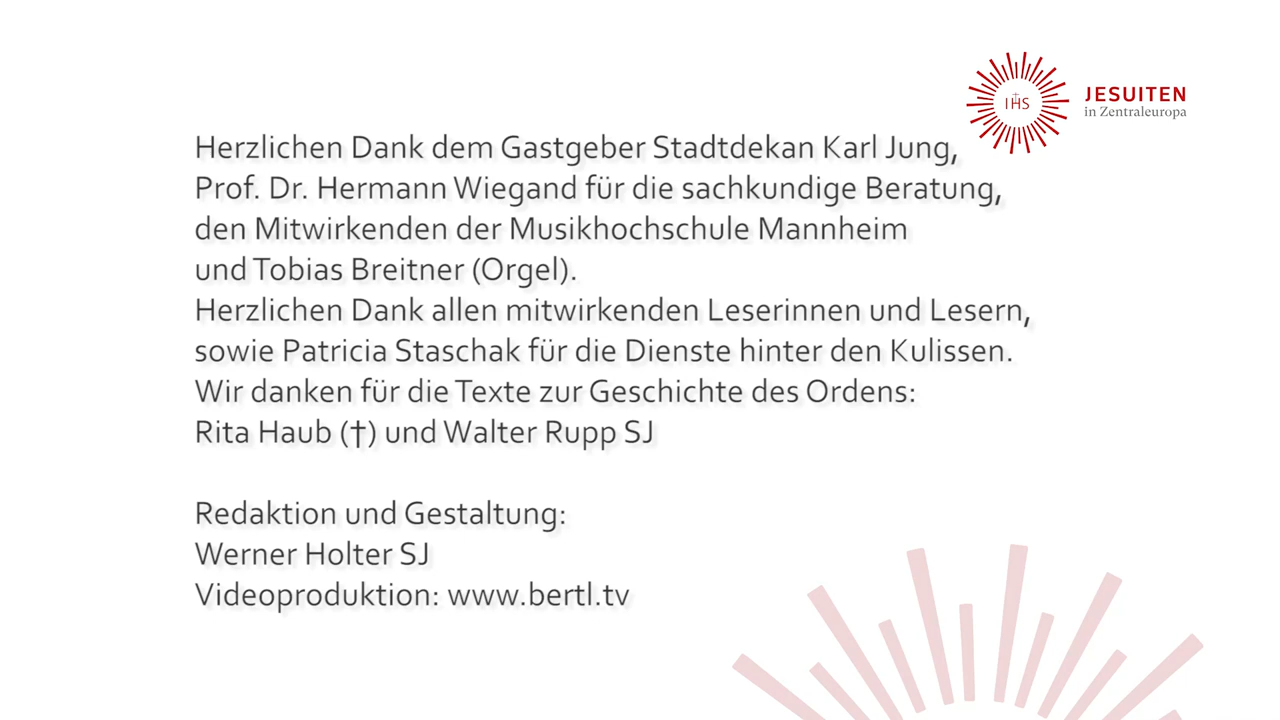 IHS
JESUITEN
in Zentraleuropa
Herzlichen Dank dem Gastgeber Stadtdekan Karl Jung,
Prof. Dr. Hermann Wiegand für die sachkundige Beratung,
den Mitwirkenden der Musikhochschule Mannheim
und Tobias Breitner (Orgel).
Herzlichen Dank allen mitwirkenden Leserinnen und Lesern,
sowie Patricia Staschak für die Dienste hinter den Kulissen.
Wir danken für die Texte zur Geschichte des Ordens:
Rita Haub (†) und Walter Rupp SJ
Redaktion und Gestaltung:
Werner Holter SJ
Videoproduktion: www.bertl.tv